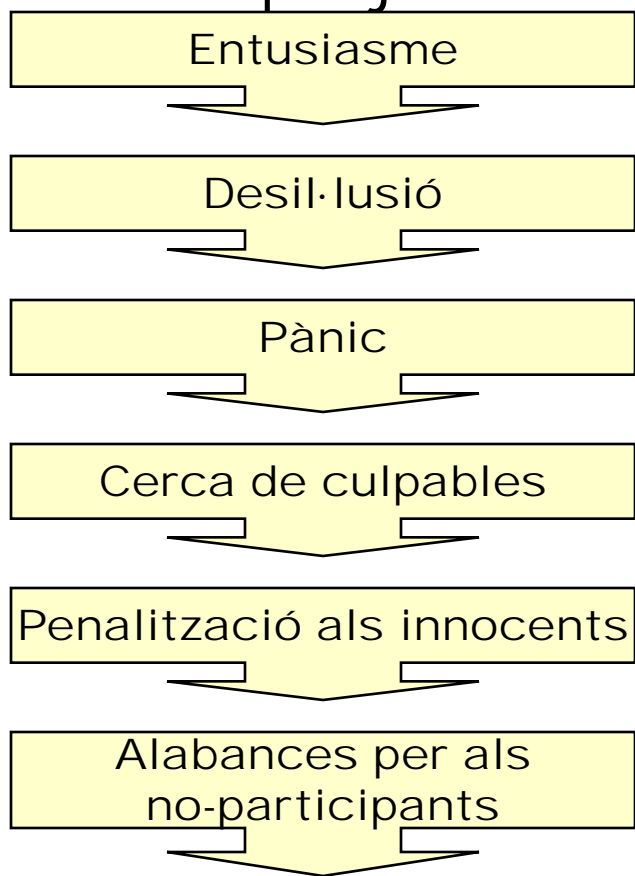 Entusiasme
Desil·lusió
Pànic
Cerca de culpables
Penalització als innocents
Alabances per als
no-participants